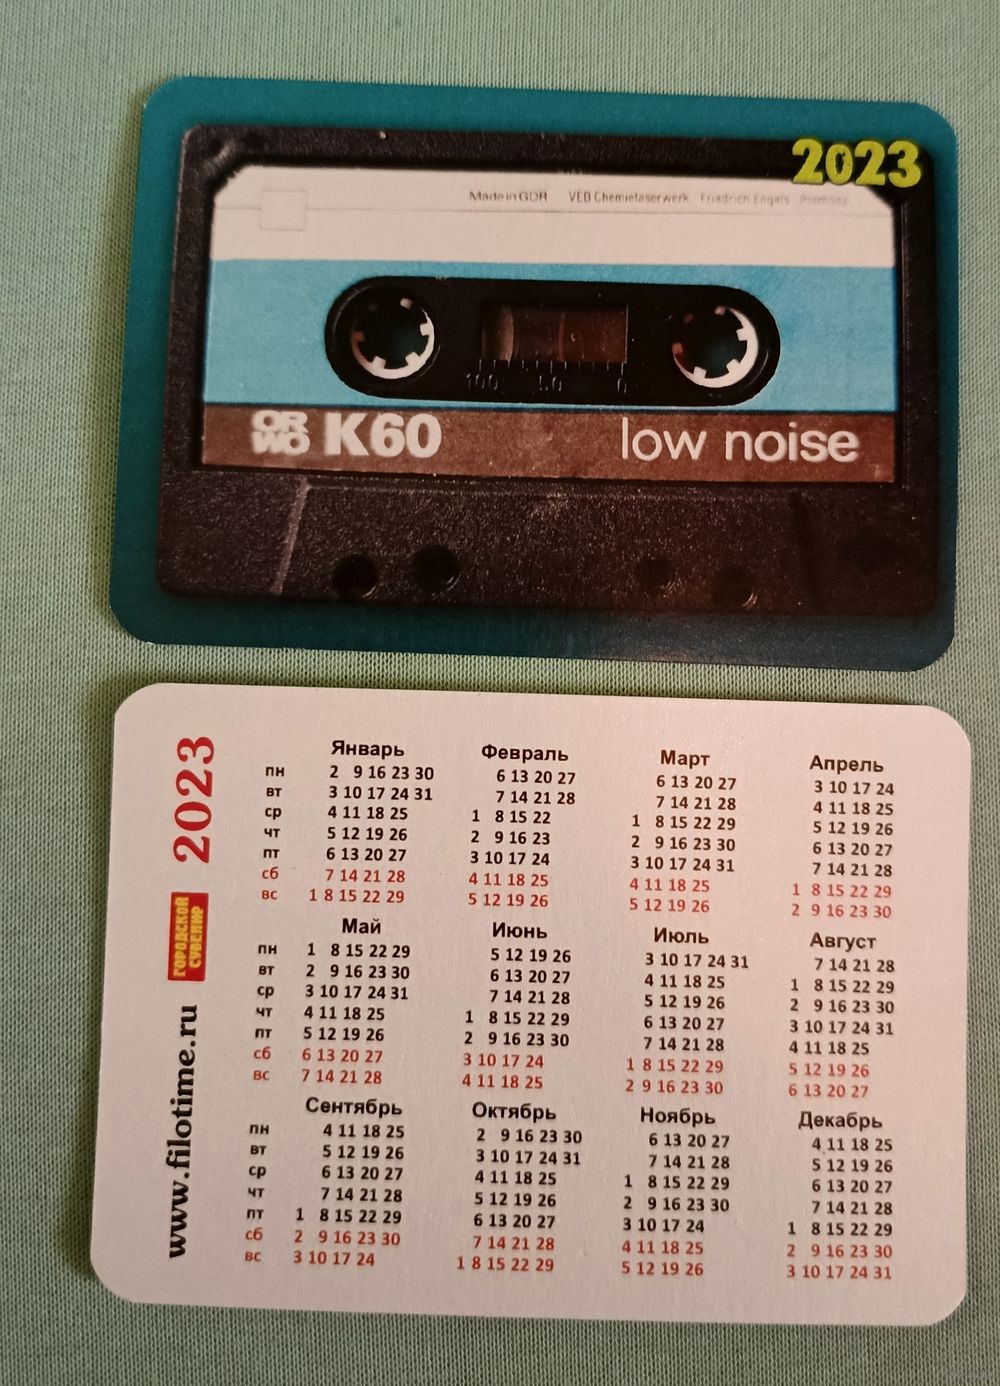 2023
Made in GDR VEB Chemiefaserwerk Friedrich Engels Premnitz
100 50 0
ORWO K60 low noise
2023
ГОРОДСКОЙ СУВЕНИР
www.filotime.ru
Январь Февраль Март Апрель
пн 2 9 16 23 30 6 13 20 27 6 13 20 27 3 10 17 24
вт 3 10 17 24 31 7 14 21 28 7 14 21 28 4 11 18 25
ср 4 11 18 25 1 8 15 22 1 8 15 22 29 5 12 19 26
чт 5 12 19 26 2 9 16 23 2 9 16 23 30 6 13 20 27
пт 6 13 20 27 3 10 17 24 3 10 17 24 31 7 14 21 28
сб 7 14 21 28 4 11 18 25 4 11 18 25 1 8 15 22 29
вс 1 8 15 22 29 5 12 19 26 5 12 19 26 2 9 16 23 30
Май Июнь Июль Август
пн 1 8 15 22 29 5 12 19 26 3 10 17 24 31 7 14 21 28
вт 2 9 16 23 30 6 13 20 27 4 11 18 25 1 8 15 22 29
ср 3 10 17 24 31 7 14 21 28 5 12 19 26 2 9 16 23 30
чт 4 11 18 25 1 8 15 22 29 6 13 20 27 3 10 17 24 31
пт 5 12 19 26 2 9 16 23 30 7 14 21 28 4 11 18 25
сб 6 13 20 27 3 10 17 24 1 8 15 22 29 5 12 19 26
вс 7 14 21 28 4 11 18 25 2 9 16 23 30 6 13 20 27
Сентябрь Октябрь Ноябрь Декабрь
пн 4 11 18 25 2 9 16 23 30 6 13 20 27 4 11 18 25
вт 5 12 19 26 3 10 17 24 31 7 14 21 28 5 12 19 26
ср 6 13 20 27 4 11 18 25 1 8 15 22 29 6 13 20 27
чт 7 14 21 28 5 12 19 26 2 9 16 23 30 7 14 21 28
пт 1 8 15 22 29 6 13 20 27 3 10 17 24 1 8 15 22 29
сб 2 9 16 23 30 7 14 21 28 4 11 18 25 2 9 16 23 30
вс 3 10 17 24 1 8 15 22 29 5 12 19 26 3 10 17 24 31